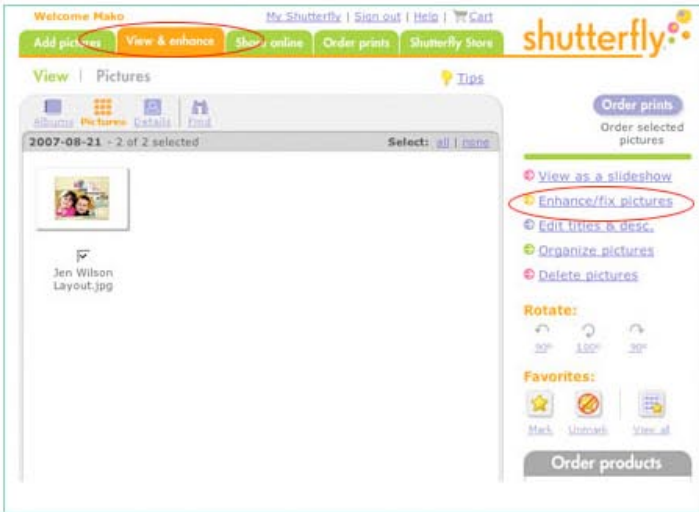 Welcome Mako
My Shutterfly | Sign out | Help | Cart
Add pictures
View & enhance
Share online
Order prints
Shutterfly Store
shutterfly
View | Pictures
Tips
Albums Pictures Details Find
2007-08-21 - 2 of 2 selected
Select: all | none
Jen Wilson
Layout.jpg
Order prints
Order selected
pictures
View as a slideshow
Enhance/fix pictures
Edit titles & desc.
Organize pictures
Delete pictures
Rotate:
90°
90°
Favorites:
Mark Unmark View all
Order products